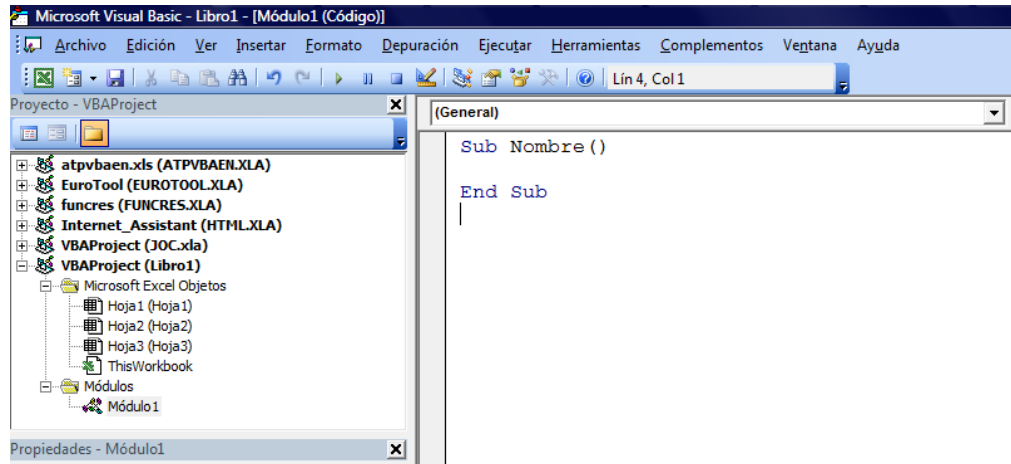 Microsoft Visual Basic - Libro1 - [Módulo1 (Código)]
Archivo Edición Ver Insertar Formato Depuración Ejecutar Herramientas Complementos Ventana Ayuda
Lín 4, Col 1
Proyecto - VBAProject
atpvbaen.xls (ATPVBAEN.XLA)
EuroTool (EUROTOOL.XLA)
funcres (FUNCRES.XLA)
Internet_Assistant (HTML.XLA)
VBAProject (JOC.xla)
VBAProject (Libro1)
Microsoft Excel Objetos
Hoja1 (Hoja1)
Hoja2 (Hoja2)
Hoja3 (Hoja3)
ThisWorkbook
Módulos
Módulo1
Propiedades - Módulo1
(General)
Sub Nombre()
End Sub